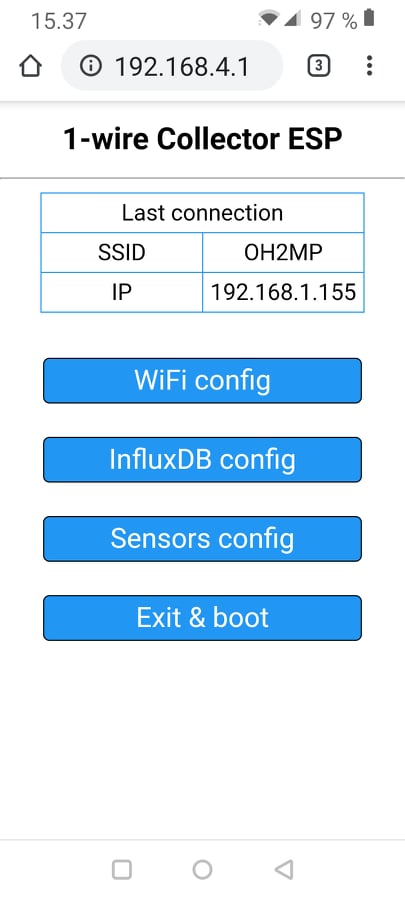 15.37 97 %
192.168.4.1 3
1-wire Collector ESP
Last connection
SSID OH2MP
IP 192.168.1.155
WiFi config
InfluxDB config
Sensors config
Exit & boot